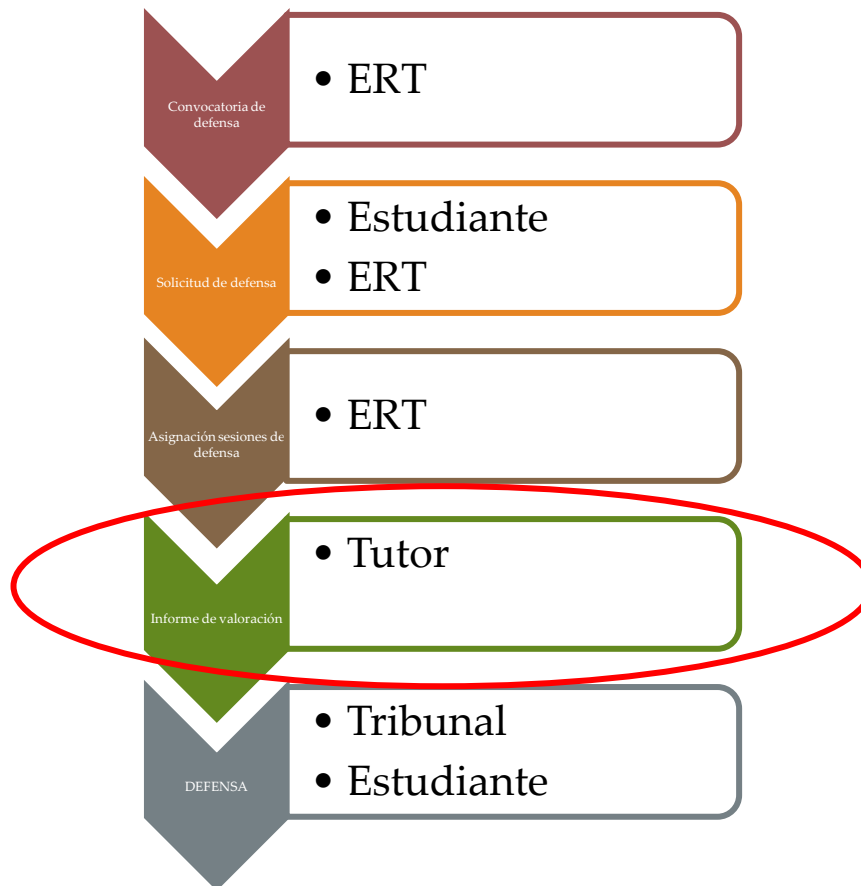 Convocatoria de
defensa
• ERT
Solicitud de defensa
• Estudiante
• ERT
Asignación sesiones de
defensa
• ERT
Informe de valoración
• Tutor
DEFENSA
• Tribunal
• Estudiante